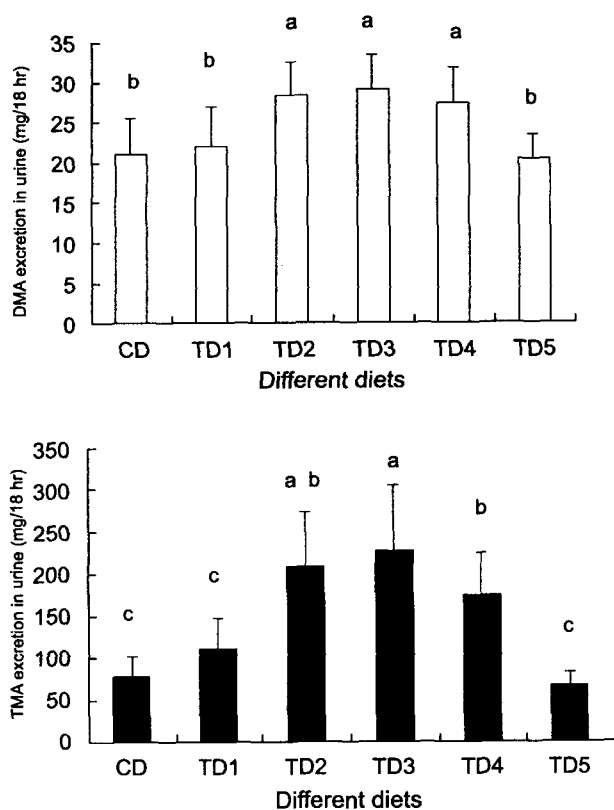 a a a
35
b b b
30
25
20
15
10
5
0
DMA excretion in urine (mg/18 hr)
CD TD1 TD2 TD3 TD4 TD5
Different diets
350
a b a
300
b
250
200
c c c
150
100
50
0
TMA excretion in urine (mg/18 hr)
CD TD1 TD2 TD3 TD4 TD5
Different diets